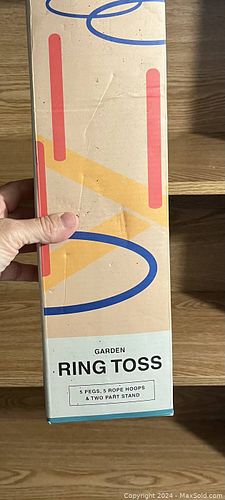 GARDEN
RING TOSS
5 PEGS, 5 ROPE HOOPS
& TWO PART STAND
Copyright 2024 - MaxSold.com